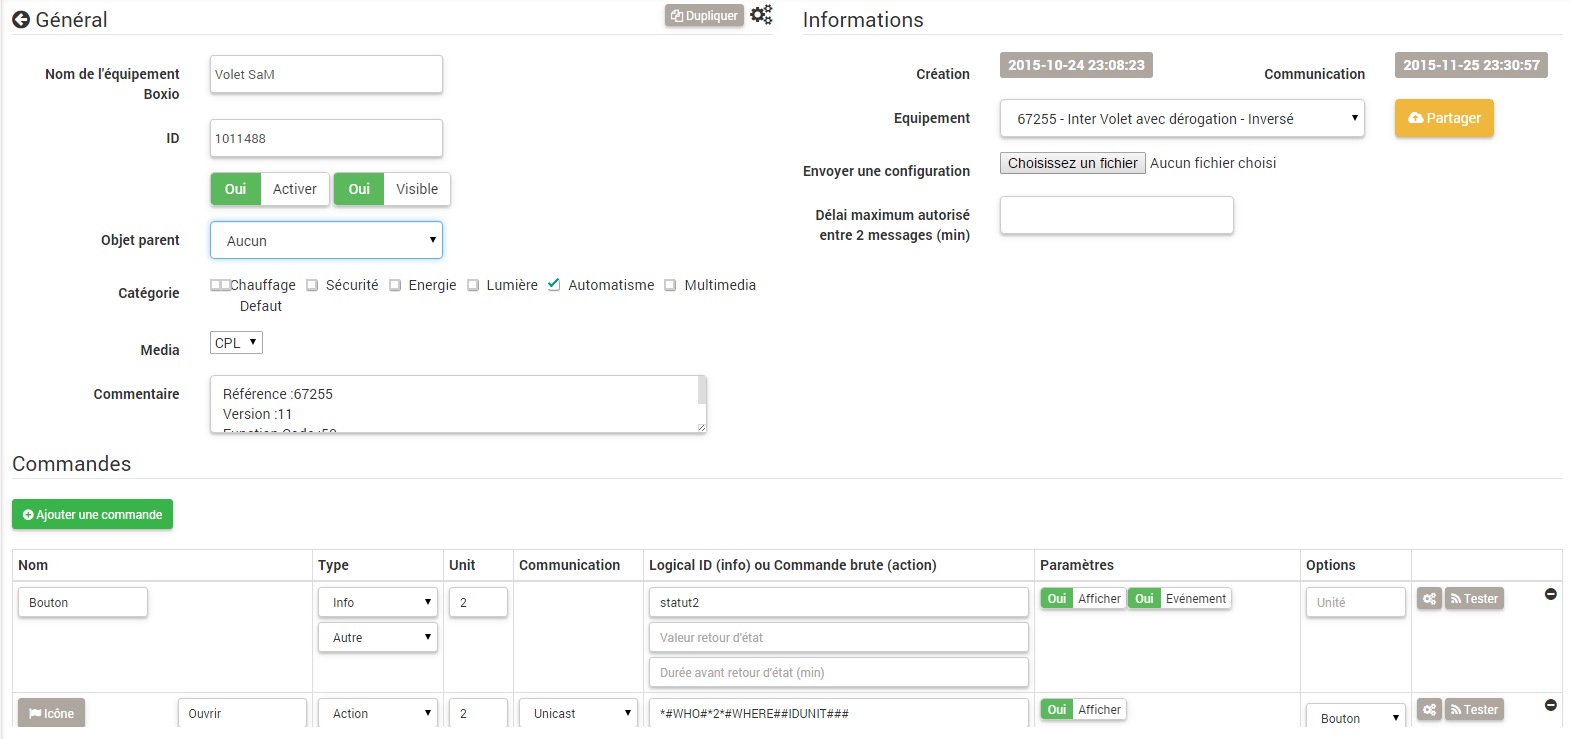 Général
Dupliquer
Nom de l'équipement
Boxio
Volet SaM
ID
1011488
Oui Activer Oui Visible
Objet parent
Aucun
Catégorie
Chauffage Sécurité Energie Lumière Automatisme Multimedia
Defaut
Media
CPL
Commentaire
Référence :67255
Version :11
Informations
Création
2015-10-24 23:08:23
Communication
2015-11-25 23:30:57
Equipement
67255 - Inter Volet avec dérogation - Inversé
Partager
Envoyer une configuration
Choisissez un fichier Aucun fichier choisi
Délai maximum autorisé
entre 2 messages (min)
Commandes
Ajouter une commande
Nom Type Unit Communication Logical ID (info) ou Commande brute (action) Paramètres Options
Bouton Info 2 statut2 Oui Afficher Oui Evénement Unité Tester
Autre Valeur retour d'état
Durée avant retour d'état (min)
Icône Ouvrir Action 2 Unicast *#WHO#*2*#WHERE##IDUNIT### Oui Afficher Bouton Tester